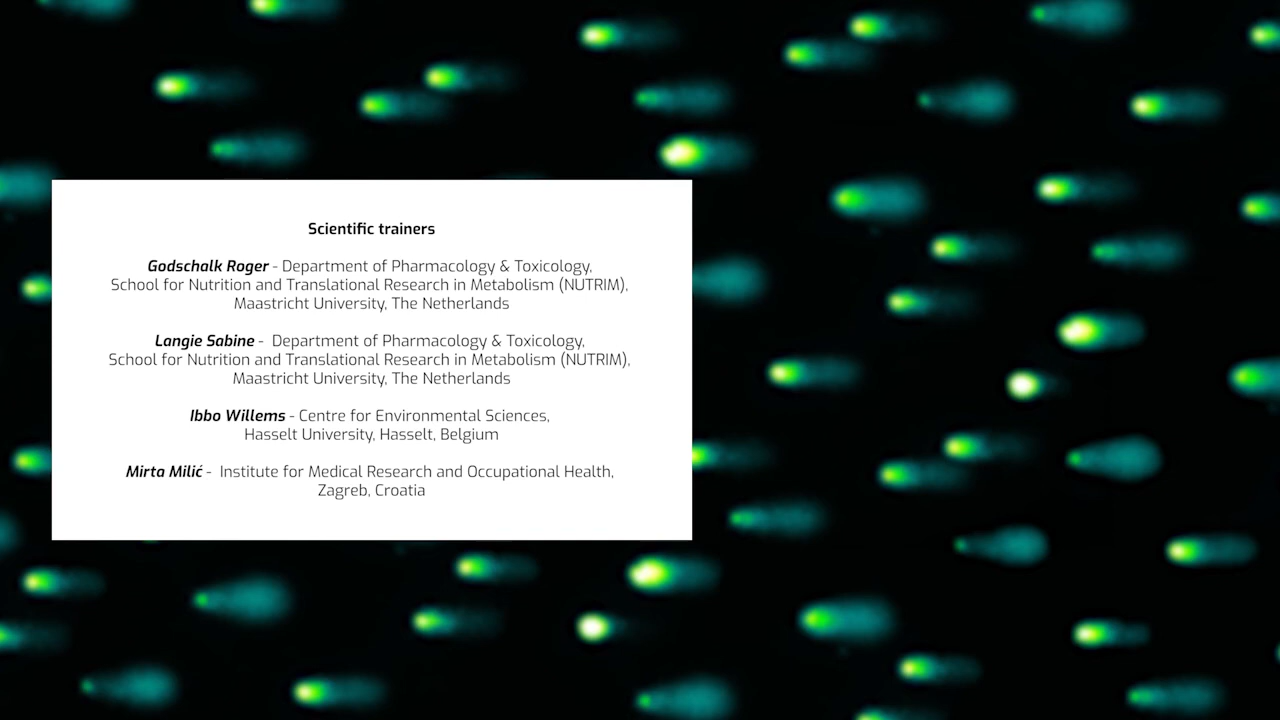 Scientific trainers
Godschalk Roger - Department of Pharmacology & Toxicology,
School for Nutrition and Translational Research in Metabolism (NUTRIM),
Maastricht University, The Netherlands
Langie Sabine - Department of Pharmacology & Toxicology,
School for Nutrition and Translational Research in Metabolism (NUTRIM),
Maastricht University, The Netherlands
Ibbo Willems - Centre for Environmental Sciences,
Hasselt University, Hasselt, Belgium
Mirta Milić - Institute for Medical Research and Occupational Health,
Zagreb, Croatia